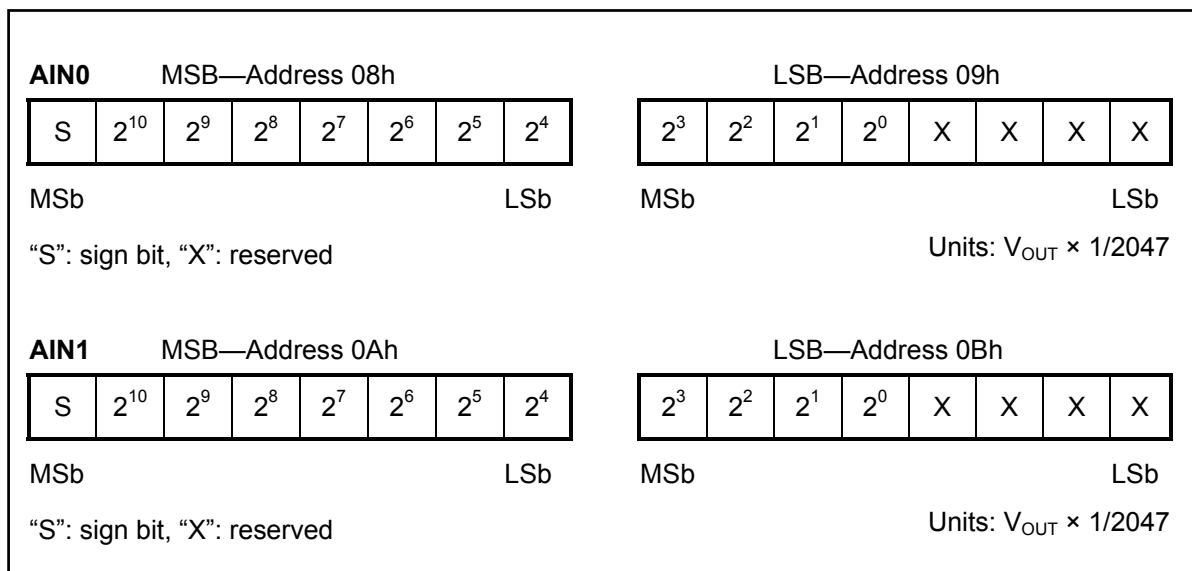 AIN0 MSB—Address 08h LSB—Address 09h
S 2^10 2^9 2^8 2^7 2^6 2^5 2^4 2^3 2^2 2^1 2^0 X X X X
MSb LSb MSb LSb
“S”: sign bit, “X”: reserved Units: V_OUT × 1/2047
AIN1 MSB—Address 0Ah LSB—Address 0Bh
S 2^10 2^9 2^8 2^7 2^6 2^5 2^4 2^3 2^2 2^1 2^0 X X X X
MSb LSb MSb LSb
“S”: sign bit, “X”: reserved Units: V_OUT × 1/2047